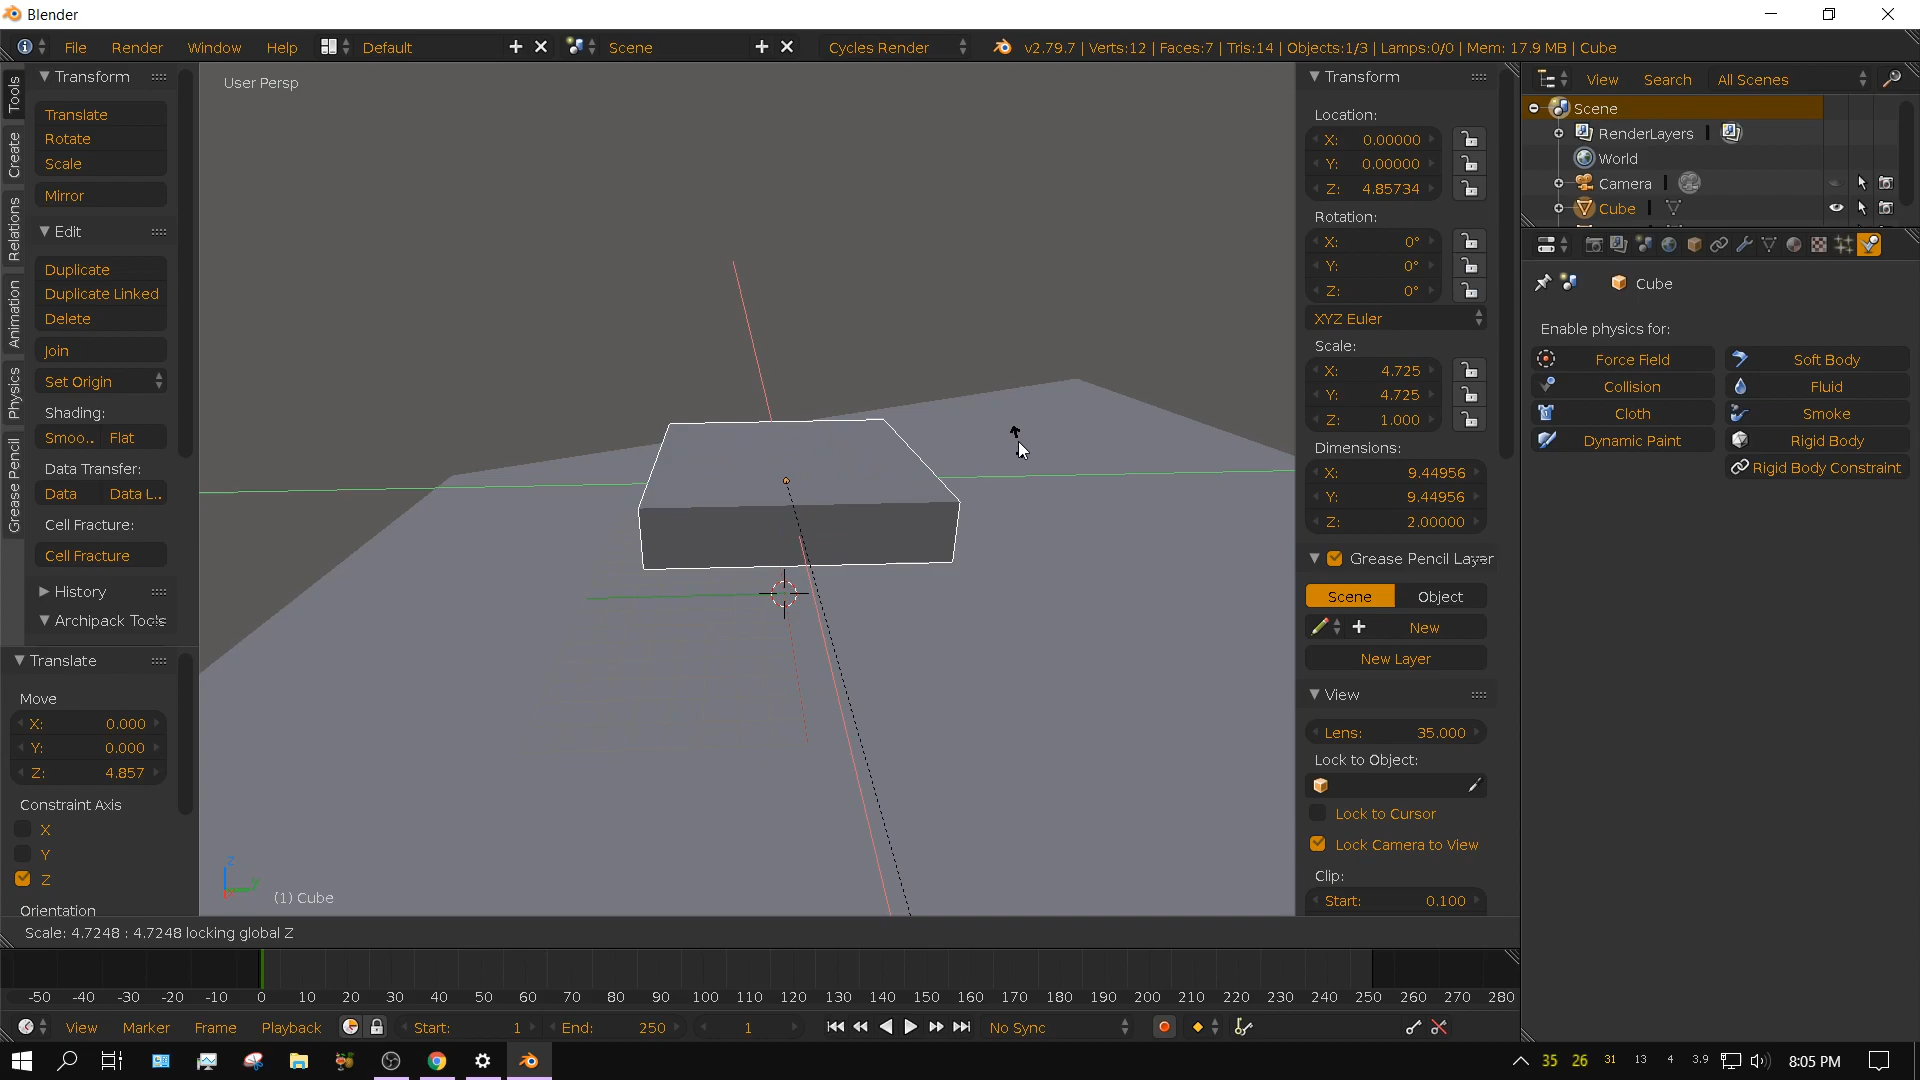 Blender
File Render Window Help Default Scene Cycles Render v2.79.7 | Verts:12 | Faces:7 | Tris:14 | Objects:1/3 | Lamps:0/0 | Mem: 17.9 MB | Cube
Tools
Create
Relations
Animation
Physics
Grease Pencil
Transform
Translate
Rotate
Scale
Mirror
Edit
Duplicate
Duplicate Linked
Delete
Join
Set Origin
Shading:
Smoo.. Flat
Data Transfer:
Data Data L..
Cell Fracture:
Cell Fracture
History
Archipack Tools
Translate
Move
X: 0.000
Y: 0.000
Z: 4.857
Constraint Axis
X
Y
Z
Orientation
User Persp
z
y
(1) Cube
Transform
Location:
X: 0.00000
Y: 0.00000
Z: 4.85734
Rotation:
X: 0°
Y: 0°
Z: 0°
XYZ Euler
Scale:
X: 4.725
Y: 4.725
Z: 1.000
Dimensions:
X: 9.44956
Y: 9.44956
Z: 2.00000
Grease Pencil Layer
Scene Object
New
New Layer
View
Lens: 35.000
Lock to Object:
Lock to Cursor
Lock Camera to View
Clip:
Start: 0.100
View Search All Scenes
Scene
RenderLayers |
World
Camera |
Cube |
Cube
Enable physics for:
Force Field Soft Body
Collision Fluid
Cloth Smoke
Dynamic Paint Rigid Body
Rigid Body Constraint
Scale: 4.7248 : 4.7248 locking global Z
-50 -40 -30 -20 -10 0 10 20 30 40 50 60 70 80 90 100 110 120 130 140 150 160 170 180 190 200 210 220 230 240 250 260 270 280
View Marker Frame Playback Start: 1 End: 250 1 No Sync
35 26 31 13 4 3.9 8:05 PM